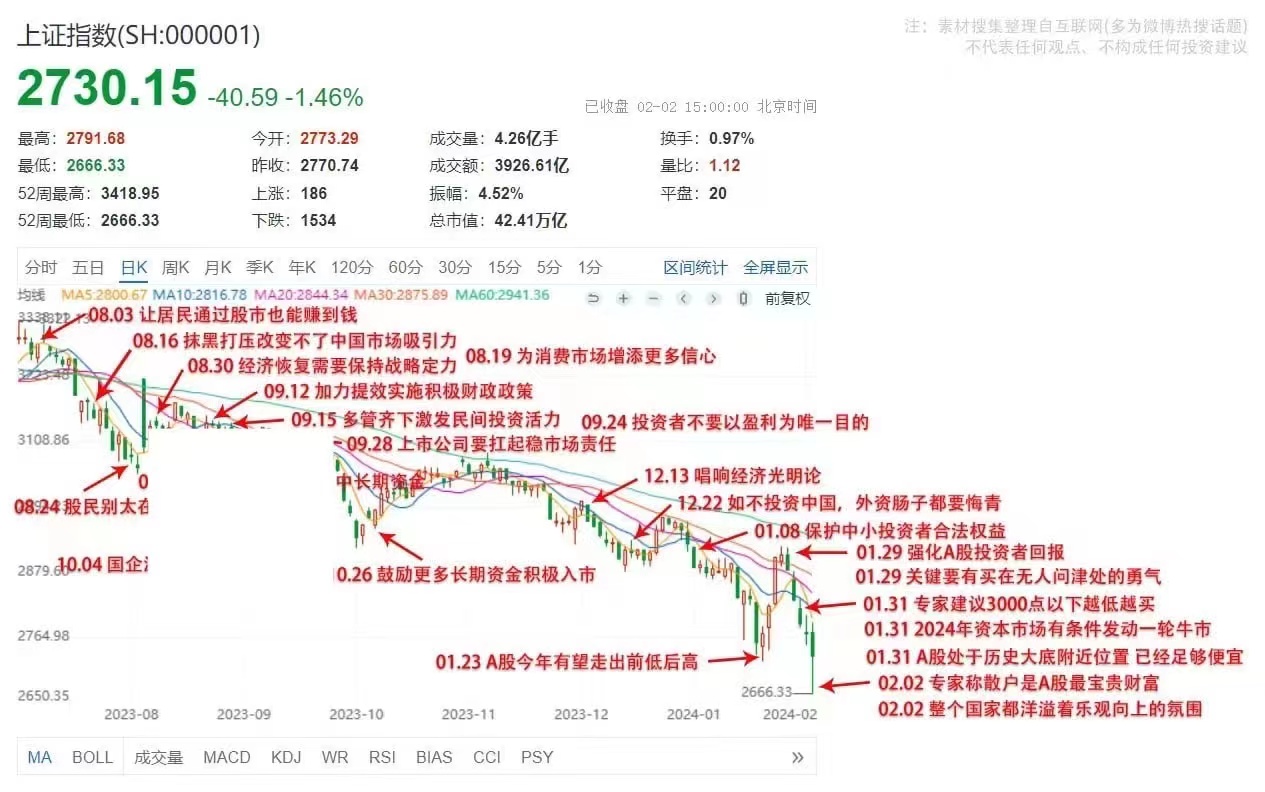 上证指数(SH:000001)
注：素材搜集整理自互联网(多为微博热搜话题)
不代表任何观点、不构成任何投资建议
2730.15 -40.59 -1.46%
已收盘 02-02 15:00:00 北京时间
最高：2791.68 今开：2773.29 成交量：4.26亿手 换手：0.97%
最低：2666.33 昨收：2770.74 成交额：3926.61亿 量比：1.12
52周最高：3418.95 上涨：186 振幅：4.52% 平盘：20
52周最低：2666.33 下跌：1534 总市值：42.41万亿
分时 五日 日K 周K 月K 季K 年K 120分 60分 30分 15分 5分 1分 区间统计 全屏显示
均线 MA5:2800.67 MA10:2816.78 MA20:2844.34 MA30:2875.89 MA60:2941.36 前复权
08.03 让居民通过股市也能赚到钱
08.16 抹黑打压改变不了中国市场吸引力
08.19 为消费市场增添更多信心
08.30 经济恢复需要保持战略定力
3223.48
09.12 加力提效实施积极财政政策
09.15 多管齐下激发民间投资活力
09.24 投资者不要以盈利为唯一目的
3108.86
09.28 上市公司要扛起稳市场责任
12.13 唱响经济光明论
0
中长期资金
12.22 如不投资中国，外资肠子都要悔青
08.24 股民别太在
01.08 保护中小投资者合法权益
01.29 强化A股投资者回报
10.04 国企
2879.60
0.26 鼓励更多长期资金积极入市
01.29 关键要有买在无人问津处的勇气
01.31 专家建议3000点以下越低越买
2764.98
01.31 2024年资本市场有条件发动一轮牛市
01.23 A股今年有望走出前低后高
01.31 A股处于历史大底附近位置 已经足够便宜
02.02 专家称散户是A股最宝贵财富
2650.35
2666.33
02.02 整个国家都洋溢着乐观向上的氛围
2023-08 2023-09 2023-10 2023-11 2023-12 2024-01 2024-02
MA BOLL 成交量 MACD KDJ WR RSI BIAS CCI PSY »